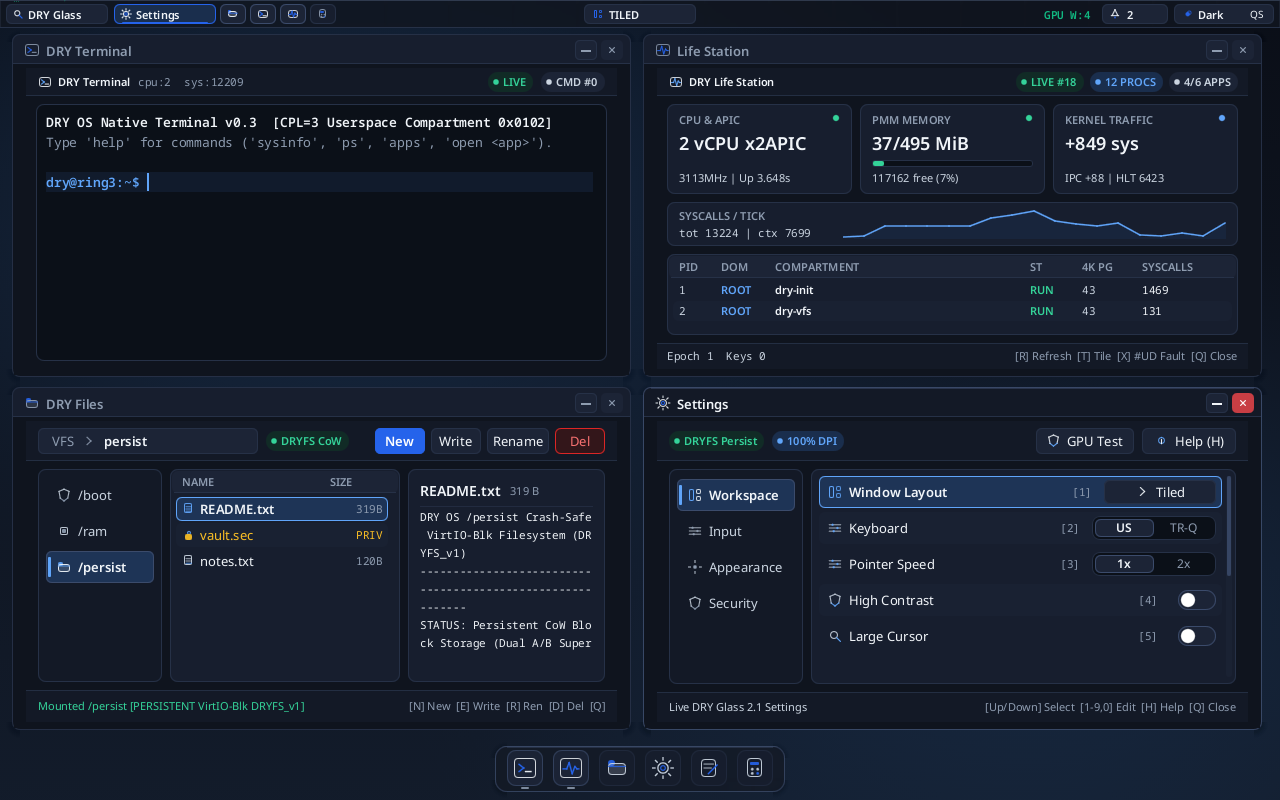 DRY Glass
Settings
TILED
GPU W:4
2
Dark
QS
DRY Terminal
DRY Terminal cpu:2 sys:12209
LIVE
CMD #0
DRY OS Native Terminal v0.3 [CPL=3 Userspace Compartment 0x0102]
Type 'help' for commands ('sysinfo', 'ps', 'apps', 'open <app>').
dry@ring3:~$
Life Station
DRY Life Station
LIVE #18
12 PROCS
4/6 APPS
CPU & APIC
2 vCPU x2APIC
3113MHz | Up 3.648s
PMM MEMORY
37/495 MiB
117162 free (7%)
KERNEL TRAFFIC
+849 sys
IPC +88 | HLT 6423
SYSCALLS / TICK
tot 13224 | ctx 7699
PID DOM COMPARTMENT ST 4K PG SYSCALLS
1 ROOT dry-init RUN 43 1469
2 ROOT dry-vfs RUN 43 131
Epoch 1 Keys 0
[R] Refresh [T] Tile [X] #UD Fault [Q] Close
DRY Files
VFS > persist
DRYFS CoW
New
Write
Rename
Del
/boot
/ram
/persist
NAME SIZE
README.txt 319B
vault.sec PRIV
notes.txt 120B
README.txt 319 B
DRY OS /persist Crash-Safe
VirtIO-Blk Filesystem (DR
YFS_v1)
--------------------------
--------------------------
-------
STATUS: Persistent CoW Blo
ck Storage (Dual A/B Super
Mounted /persist [PERSISTENT VirtIO-Blk DRYFS_v1]
[N] New [E] Write [R] Ren [D] Del [Q]
Settings
DRYFS Persist
100% DPI
GPU Test
Help (H)
Workspace
Input
Appearance
Security
Window Layout [1] > Tiled
Keyboard [2] US TR-Q
Pointer Speed [3] 1x 2x
High Contrast [4]
Large Cursor [5]
Live DRY Glass 2.1 Settings
[Up/Down] Select [1-9,0] Edit [H] Help [Q] Close